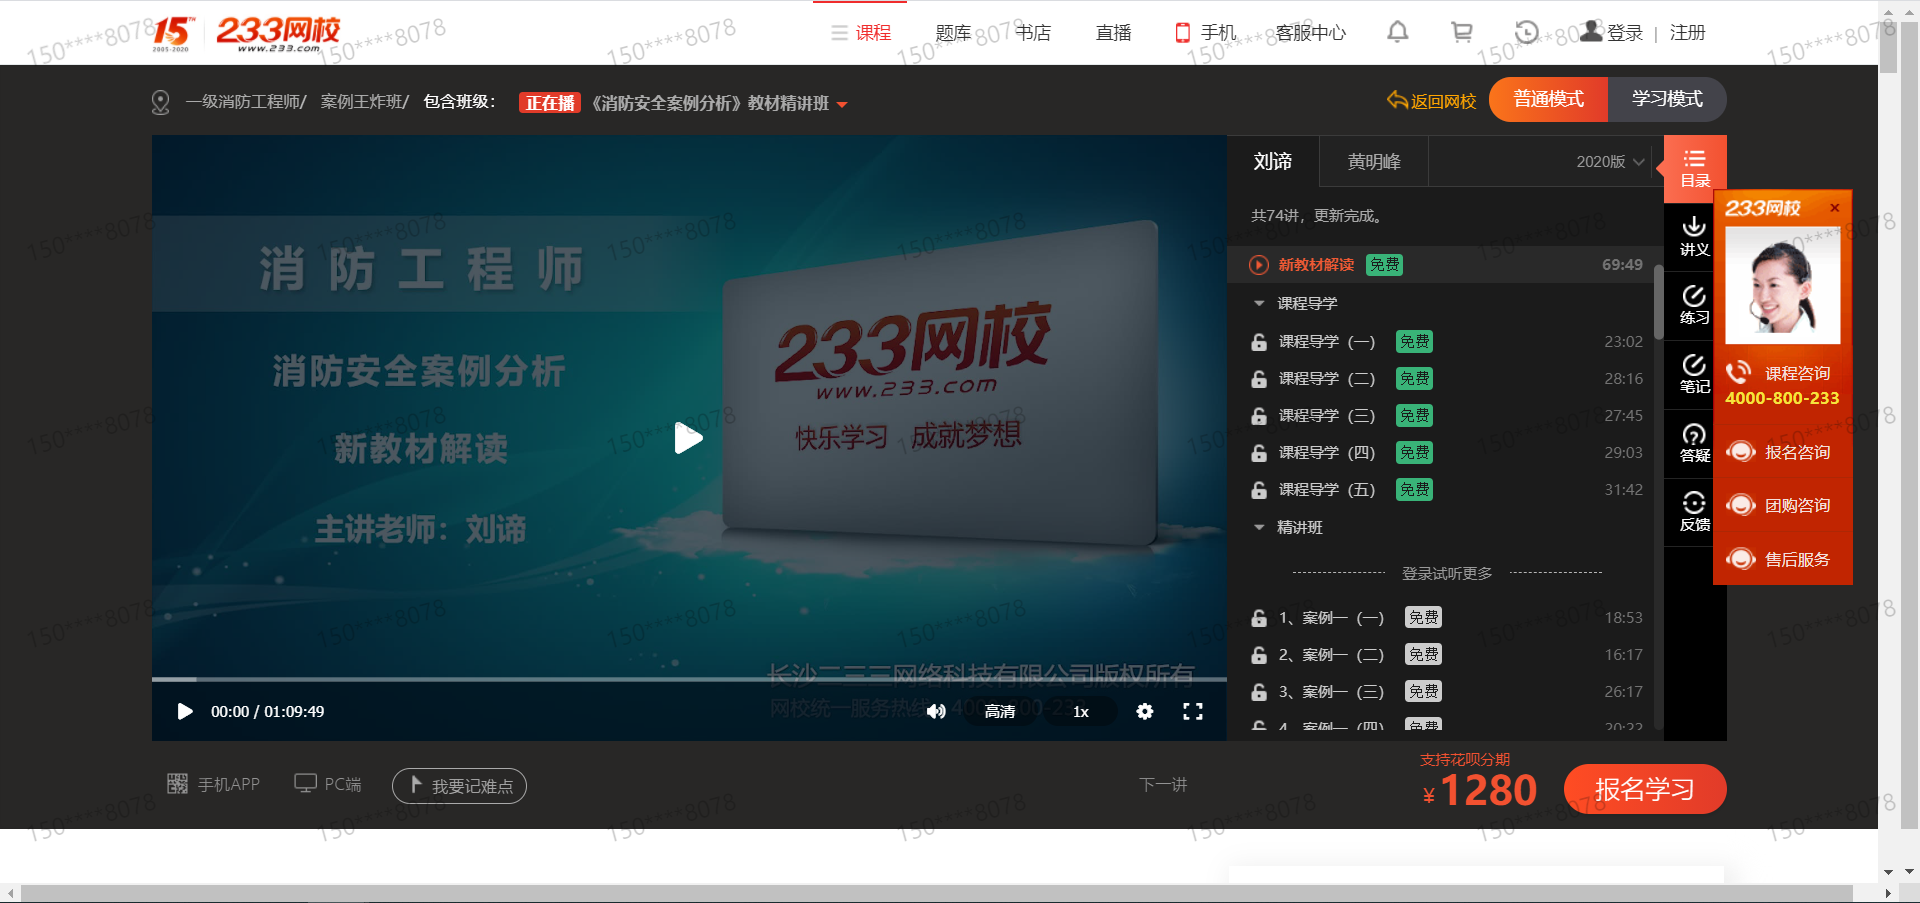 15 2005-2020 233网校 www.233.com
课程 题库 书店 直播 手机 客服中心 登录 | 注册
一级消防工程师/ 案例王炸班/ 包含班级： 正在播 《消防安全案例分析》教材精讲班
返回网校 普通模式 学习模式
消防工程师
消防安全案例分析
新教材解读
主讲老师：刘谛
233网校
www.233.com
快乐学习 成就梦想
长沙二三三网络科技有限公司版权所有
网校统一服务热线
00:00 / 01:09:49 高清 1x
刘谛 黄明峰 2020版
共74讲，更新完成。
新教材解读 免费 69:49
课程导学
课程导学（一） 免费 23:02
课程导学（二） 免费 28:16
课程导学（三） 免费 27:45
课程导学（四） 免费 29:03
课程导学（五） 免费 31:42
精讲班
登录试听更多
1、案例一（一） 免费 18:53
2、案例一（二） 免费 16:17
3、案例一（三） 免费 26:17
4、案例一（四） 免费 20:22
目录
讲义
练习
笔记
答疑
反馈
233网校 ×
课程咨询
4000-800-233
报名咨询
团购咨询
售后服务
手机APP PC端 我要记难点 下一讲
支持花呗分期
¥1280 报名学习
150****8078